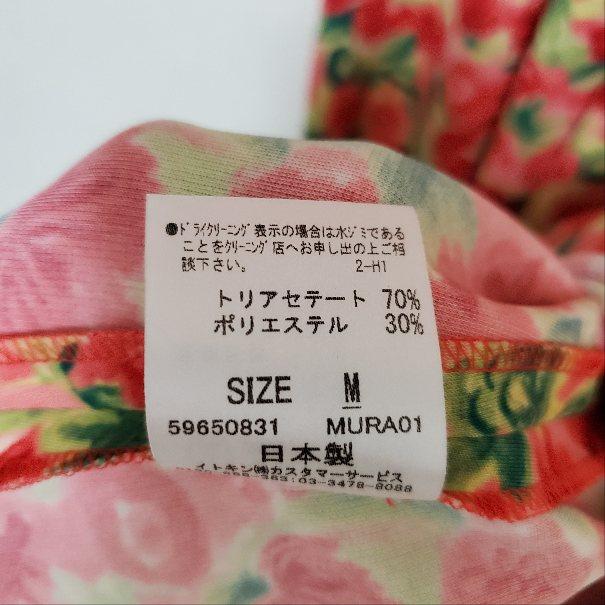 ●ドライクリーニング表示の場合は水ジミである
ことをクリーニング店へお申し出の上ご相
談下さい。 2-H1
トリアセテート 70%
ポリエステル 30%
SIZE M
59650831 MURA01
日本製
イトキン㈱カスタマーサービス
03-3478-8088